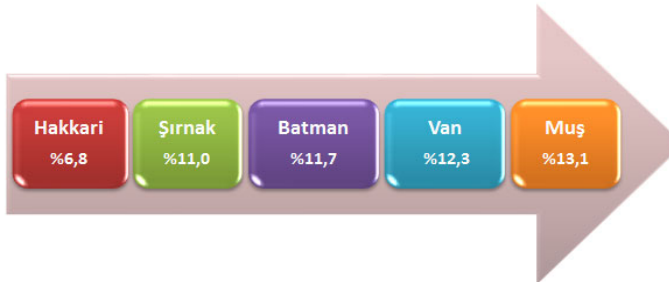 Hakkari
%6,8
Şırnak
%11,0
Batman
%11,7
Van
%12,3
Muş
%13,1